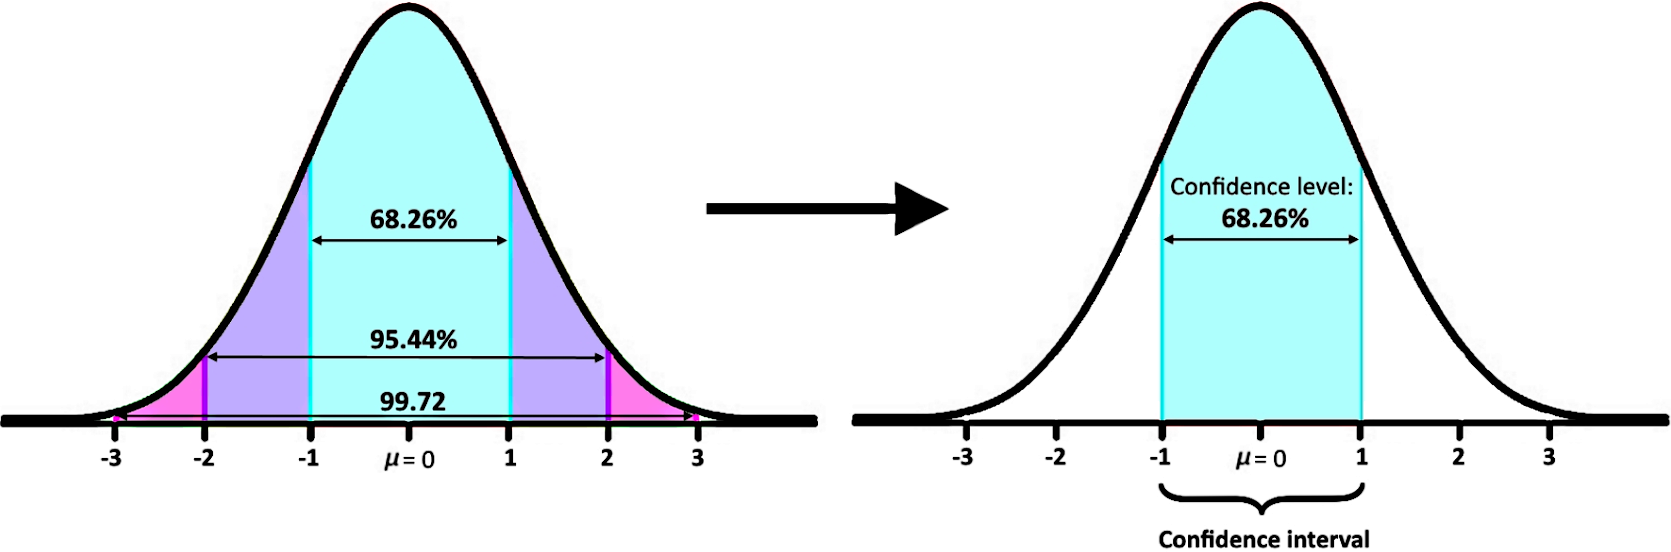 68.26%
95.44%
99.72
-3 -2 -1 μ = 0 1 2 3
Confidence level:
68.26%
-3 -2 -1 μ = 0 1 2 3
Confidence interval